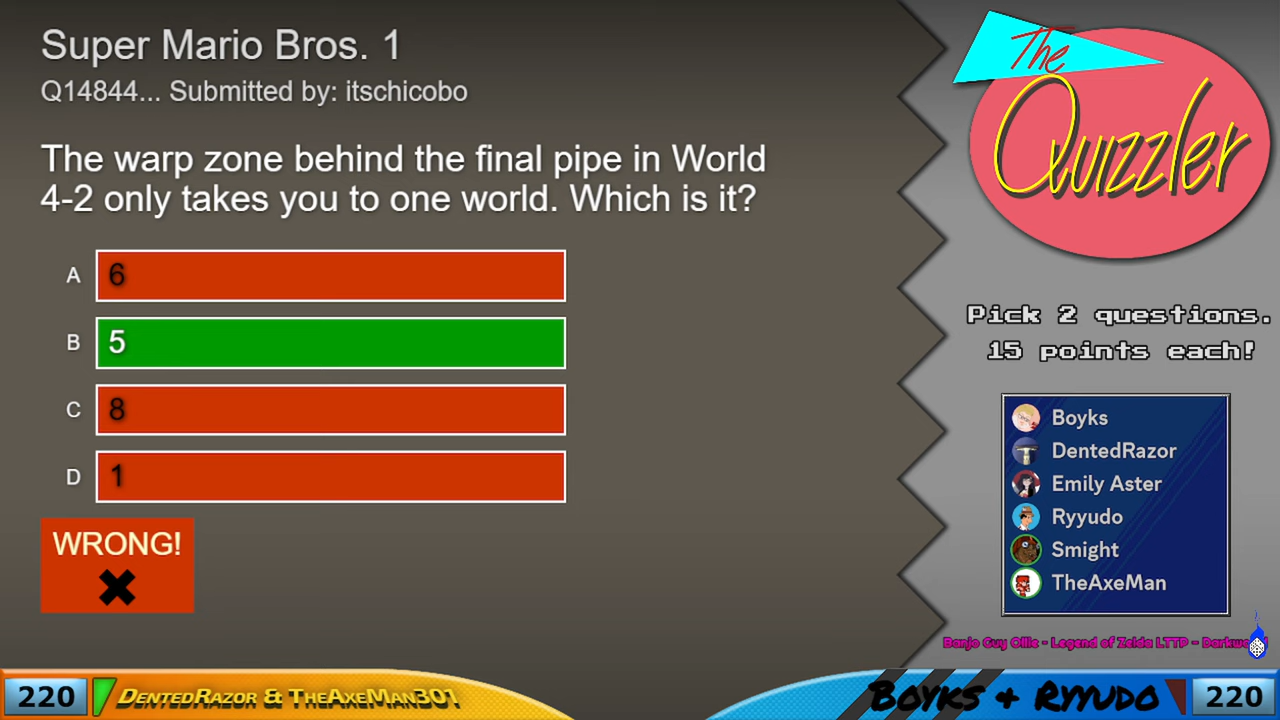 Super Mario Bros. 1
Q14844... Submitted by: itschicobo
The warp zone behind the final pipe in World
4-2 only takes you to one world. Which is it?
A 6
B 5
C 8
D 1
WRONG!
The
Quizzler
Pick 2 questions.
15 points each!
Boyks
DentedRazor
Emily Aster
Ryyudo
Smight
TheAxeMan
Banjo Guy Ollie - Legend of Zelda LTTP -
220 DentedRazor & TheAxeMan301
Boyks & Ryyudo 220